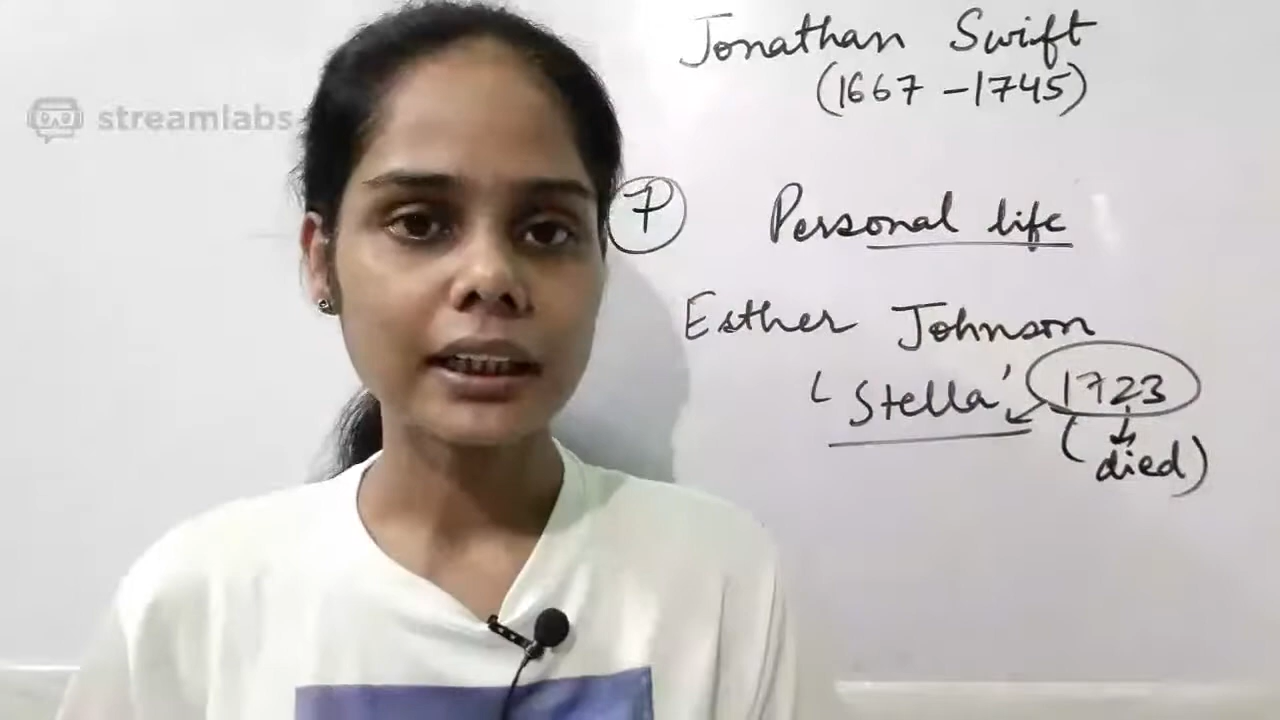 streamlabs
Jonathan Swift
(1667 - 1745)
7 Personal life
Esther Johnson
'Stella' 1723
(died)